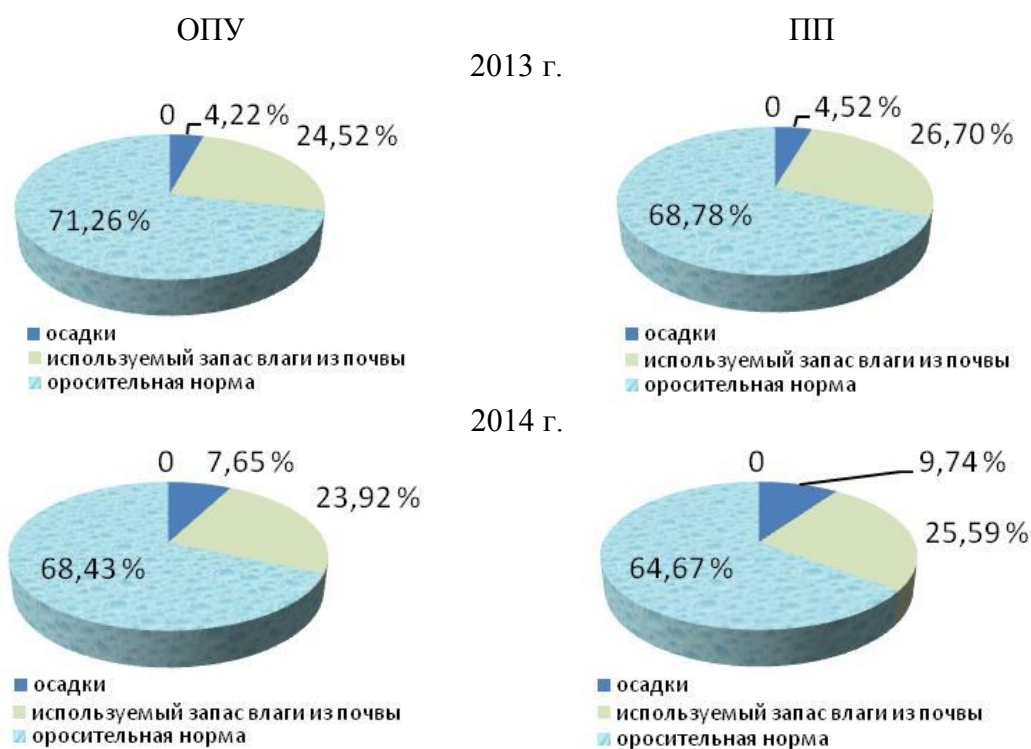 ОПУ
ПП
2013 г.
0 4,22 %
24,52 %
71,26 %
осадки
используемый запас влаги из почвы
оросительная норма
0 4,52 %
26,70 %
68,78 %
осадки
используемый запас влаги из почвы
оросительная норма
2014 г.
0 7,65 %
23,92 %
68,43 %
осадки
используемый запас влаги из почвы
оросительная норма
0 9,74 %
25,59 %
64,67 %
осадки
используемый запас влаги из почвы
оросительная норма